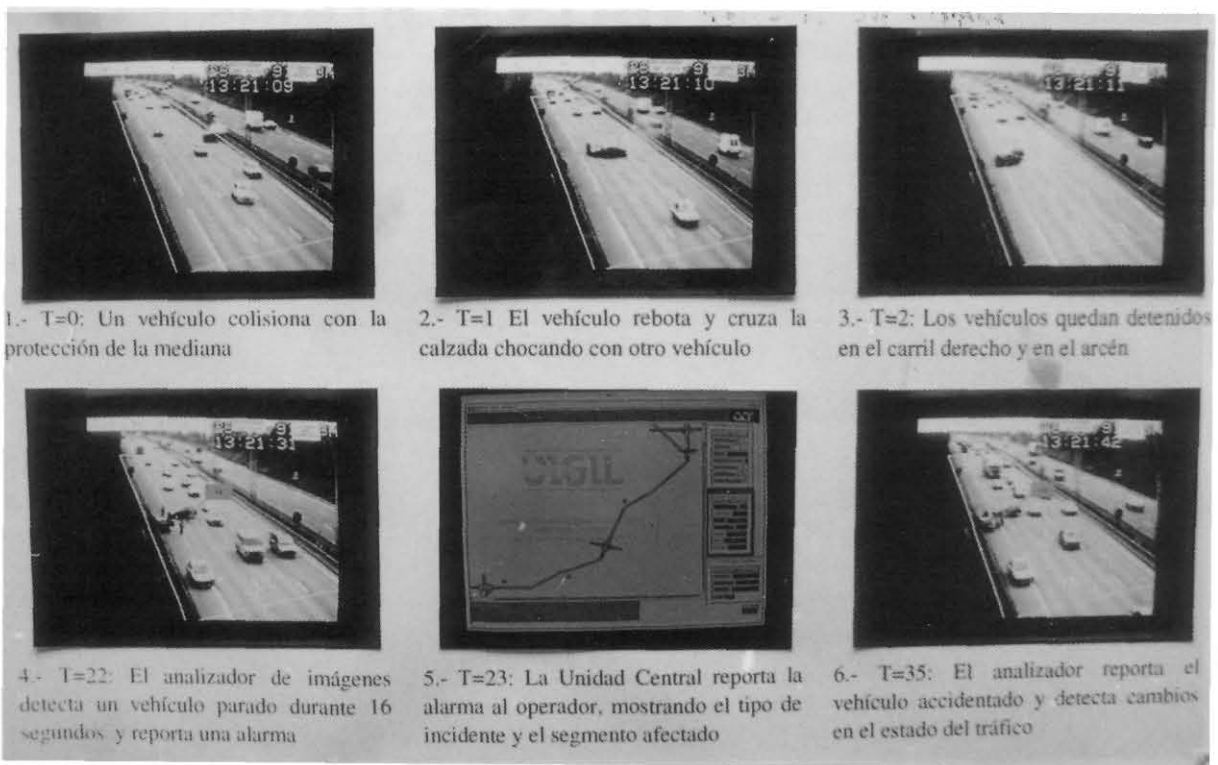 13:21:09
13:21:10
13:21:11
1.- T=0: Un vehículo colisiona con la
protección de la mediana
2.- T=1 El vehículo rebota y cruza la
calzada chocando con otro vehículo
3.- T=2: Los vehículos quedan detenidos
en el carril derecho y en el arcén
13:21:31
VIGIL
13:21:42
4.- T=22: El analizador de imágenes
detecta un vehículo parado durante 16
segundos y reporta una alarma
5.- T=23: La Unidad Central reporta la
alarma al operador, mostrando el tipo de
incidente y el segmento afectado
6.- T=35: El analizador reporta el
vehículo accidentado y detecta cambios
en el estado del tráfico